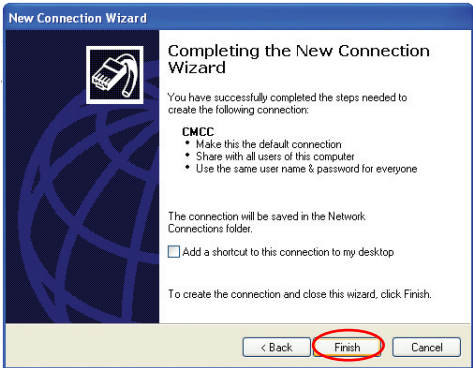 New Connection Wizard
Completing the New Connection
Wizard
You have successfully completed the steps needed to
create the following connection:
CMCC
• Make this the default connection
• Share with all users of this computer
• Use the same user name & password for everyone
The connection will be saved in the Network
Connections folder.
Add a shortcut to this connection to my desktop
To create the connection and close this wizard, click Finish.
< Back Finish Cancel